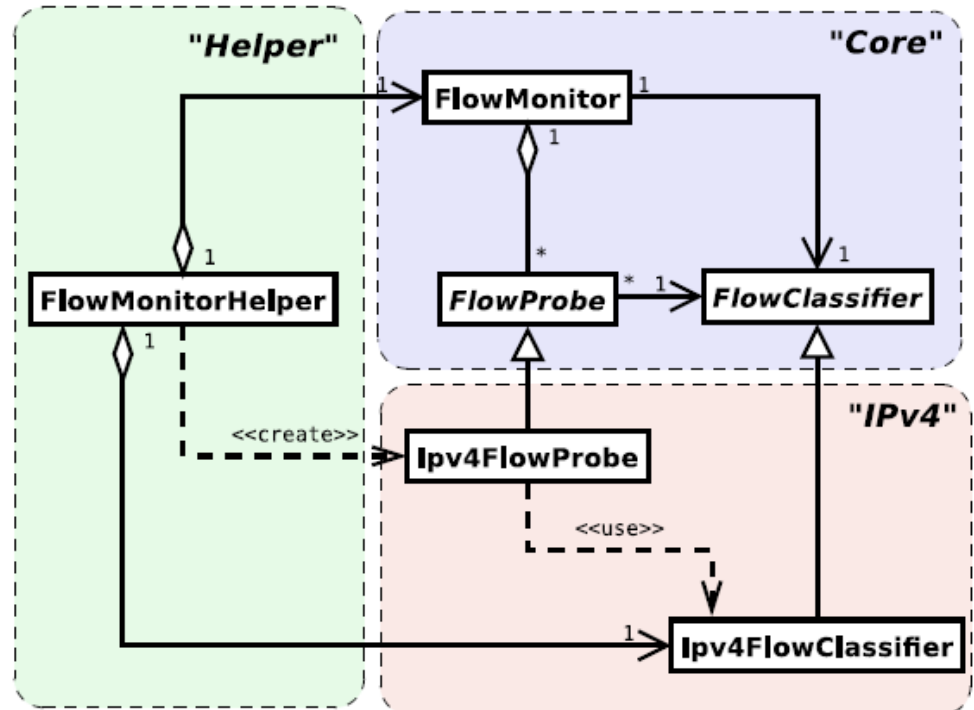 "Helper"
"Core"
1
FlowMonitor
1
1
1
*
1
FlowMonitorHelper
FlowProbe
*
1
FlowClassifier
1
"IPv4"
<<create>>
Ipv4FlowProbe
<<use>>
1
Ipv4FlowClassifier